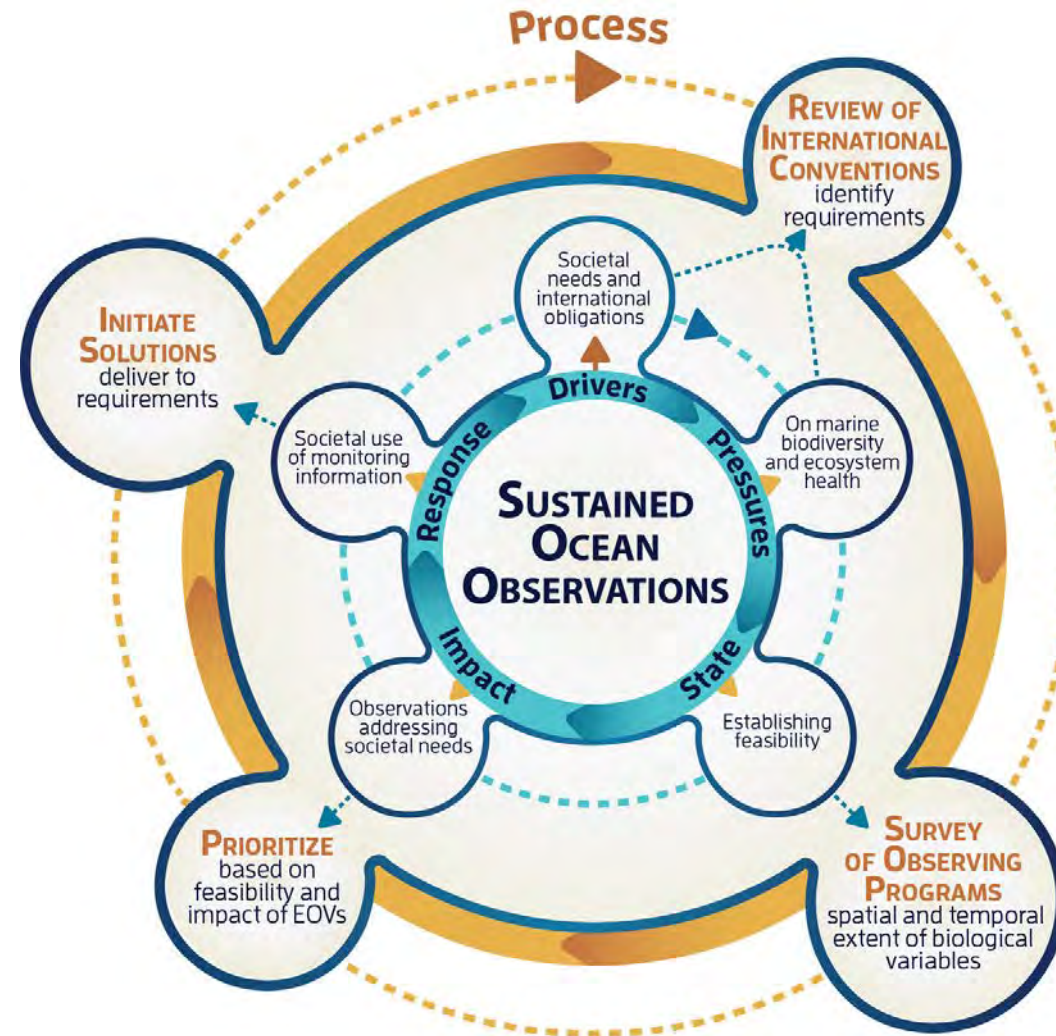 Process
REVIEW OF
INTERNATIONAL
CONVENTIONS
identify
requirements
Societal
needs and
international
obligations
INITIATE
SOLUTIONS
deliver to
requirements
Drivers
Societal use
of monitoring
information
Response
Pressures
On marine
biodiversity
and ecosystem
health
SUSTAINED
OCEAN
OBSERVATIONS
Impact
State
Observations
addressing
societal needs
Establishing
feasibility
PRIORITIZE
based on
feasibility and
impact of EOVs
SURVEY
OF OBSERVING
PROGRAMS
spatial and temporal
extent of biological
variables